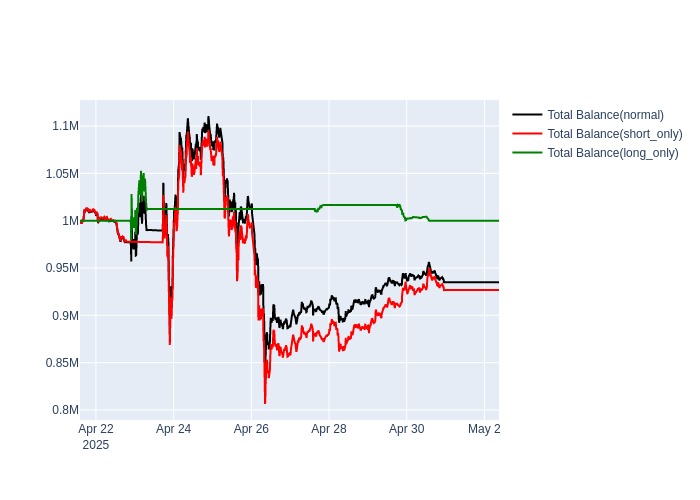 1.1M
1.05M
1M
0.95M
0.9M
0.85M
0.8M
Apr 22
2025
Apr 24
Apr 26
Apr 28
Apr 30
May 2
Total Balance(normal)
Total Balance(short_only)
Total Balance(long_only)